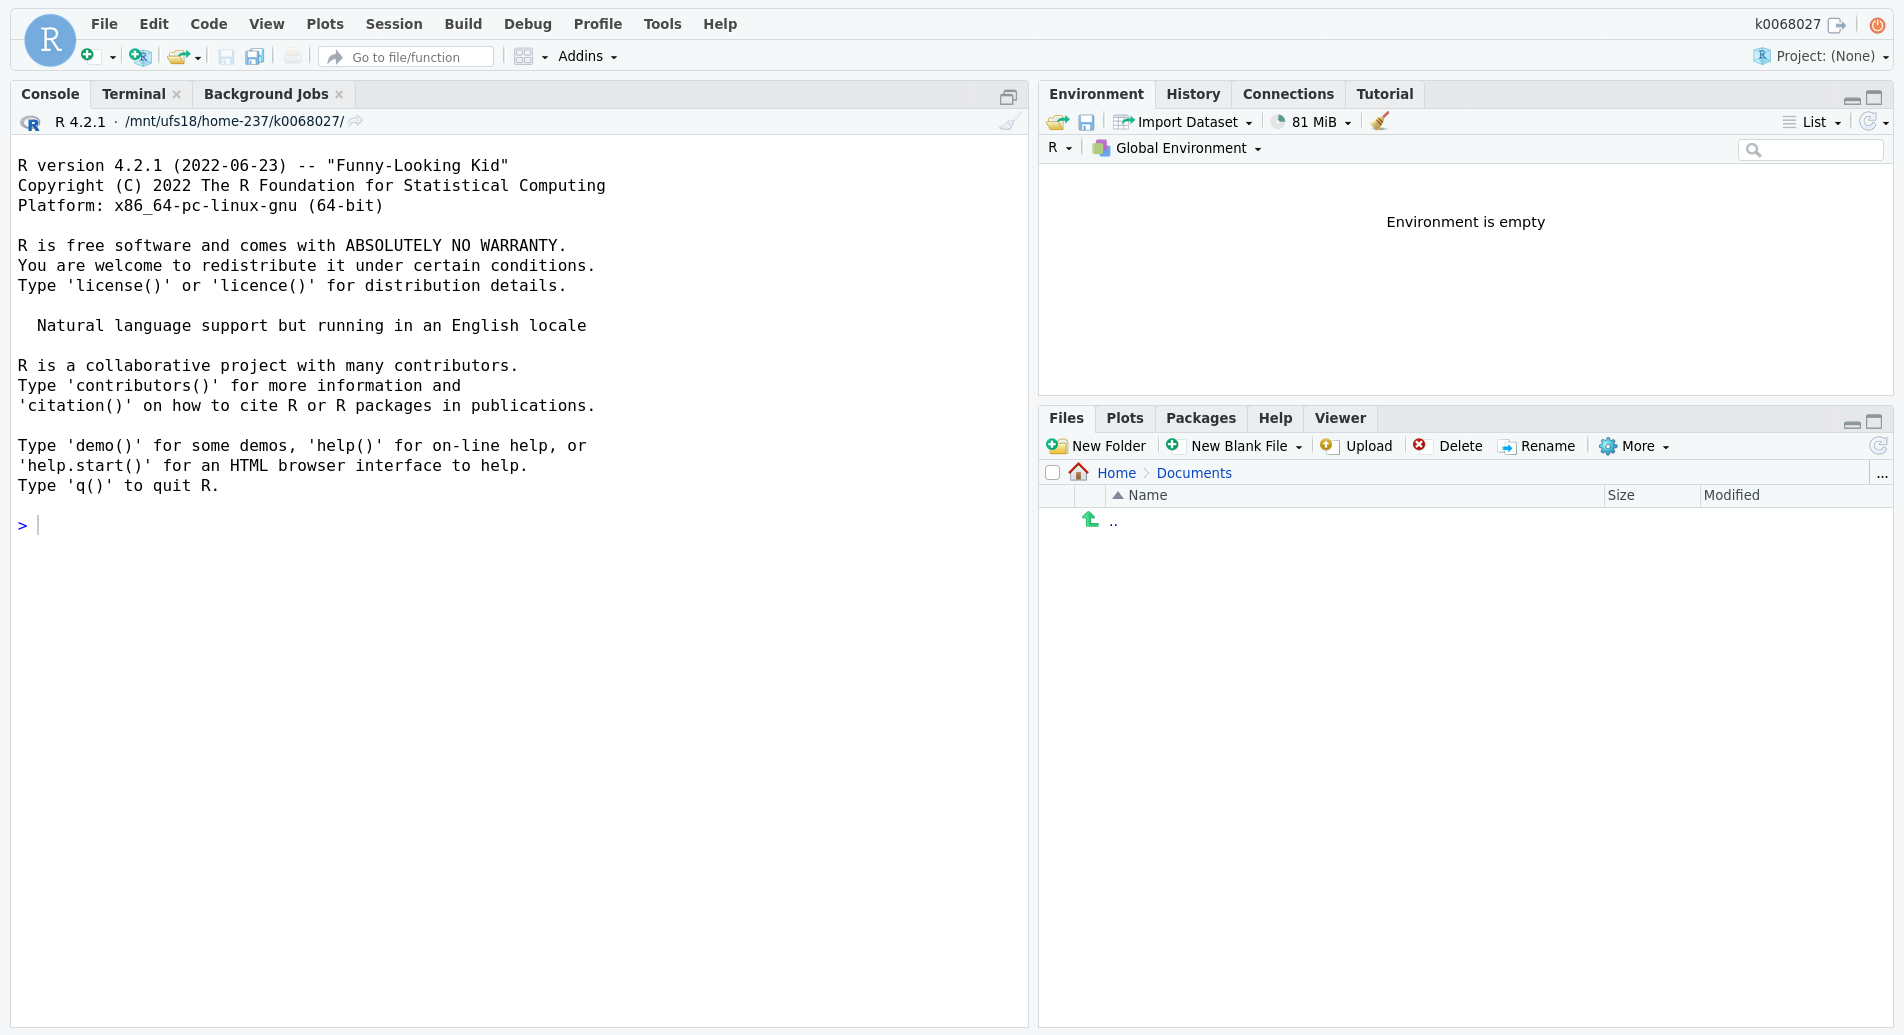 File Edit Code View Plots Session Build Debug Profile Tools Help
k0068027
R
Go to file/function
Addins
Project: (None)
Console Terminal Background Jobs
R 4.2.1 · /mnt/ufs18/home-237/k0068027/
R version 4.2.1 (2022-06-23) -- "Funny-Looking Kid"
Copyright (C) 2022 The R Foundation for Statistical Computing
Platform: x86_64-pc-linux-gnu (64-bit)
R is free software and comes with ABSOLUTELY NO WARRANTY.
You are welcome to redistribute it under certain conditions.
Type 'license()' or 'licence()' for distribution details.
Natural language support but running in an English locale
R is a collaborative project with many contributors.
Type 'contributors()' for more information and
'citation()' on how to cite R or R packages in publications.
Type 'demo()' for some demos, 'help()' for on-line help, or
'help.start()' for an HTML browser interface to help.
Type 'q()' to quit R.
>
Environment History Connections Tutorial
Import Dataset 81 MiB List
R Global Environment
Environment is empty
Files Plots Packages Help Viewer
New Folder New Blank File Upload Delete Rename More
Home Documents ...
Name Size Modified
..